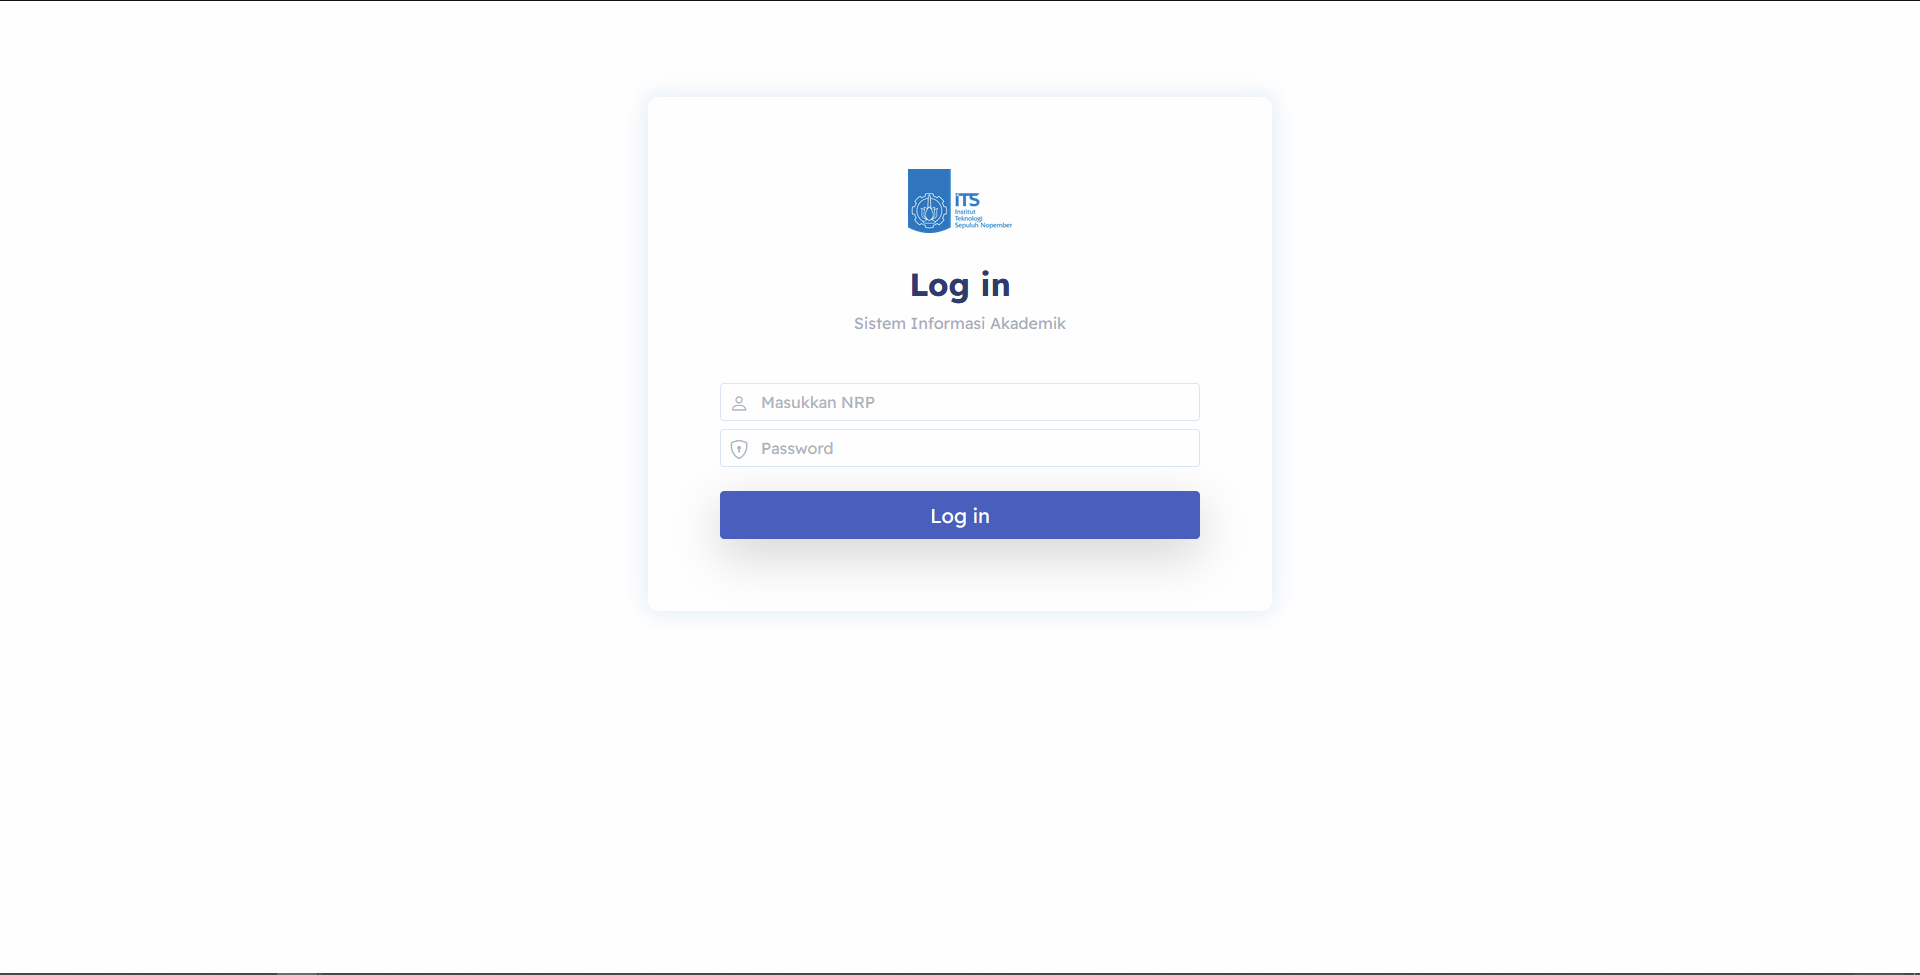 iTS
Institut
Teknologi
Sepuluh Nopember
Log in
Sistem Informasi Akademik
Masukkan NRP
Password
Log in